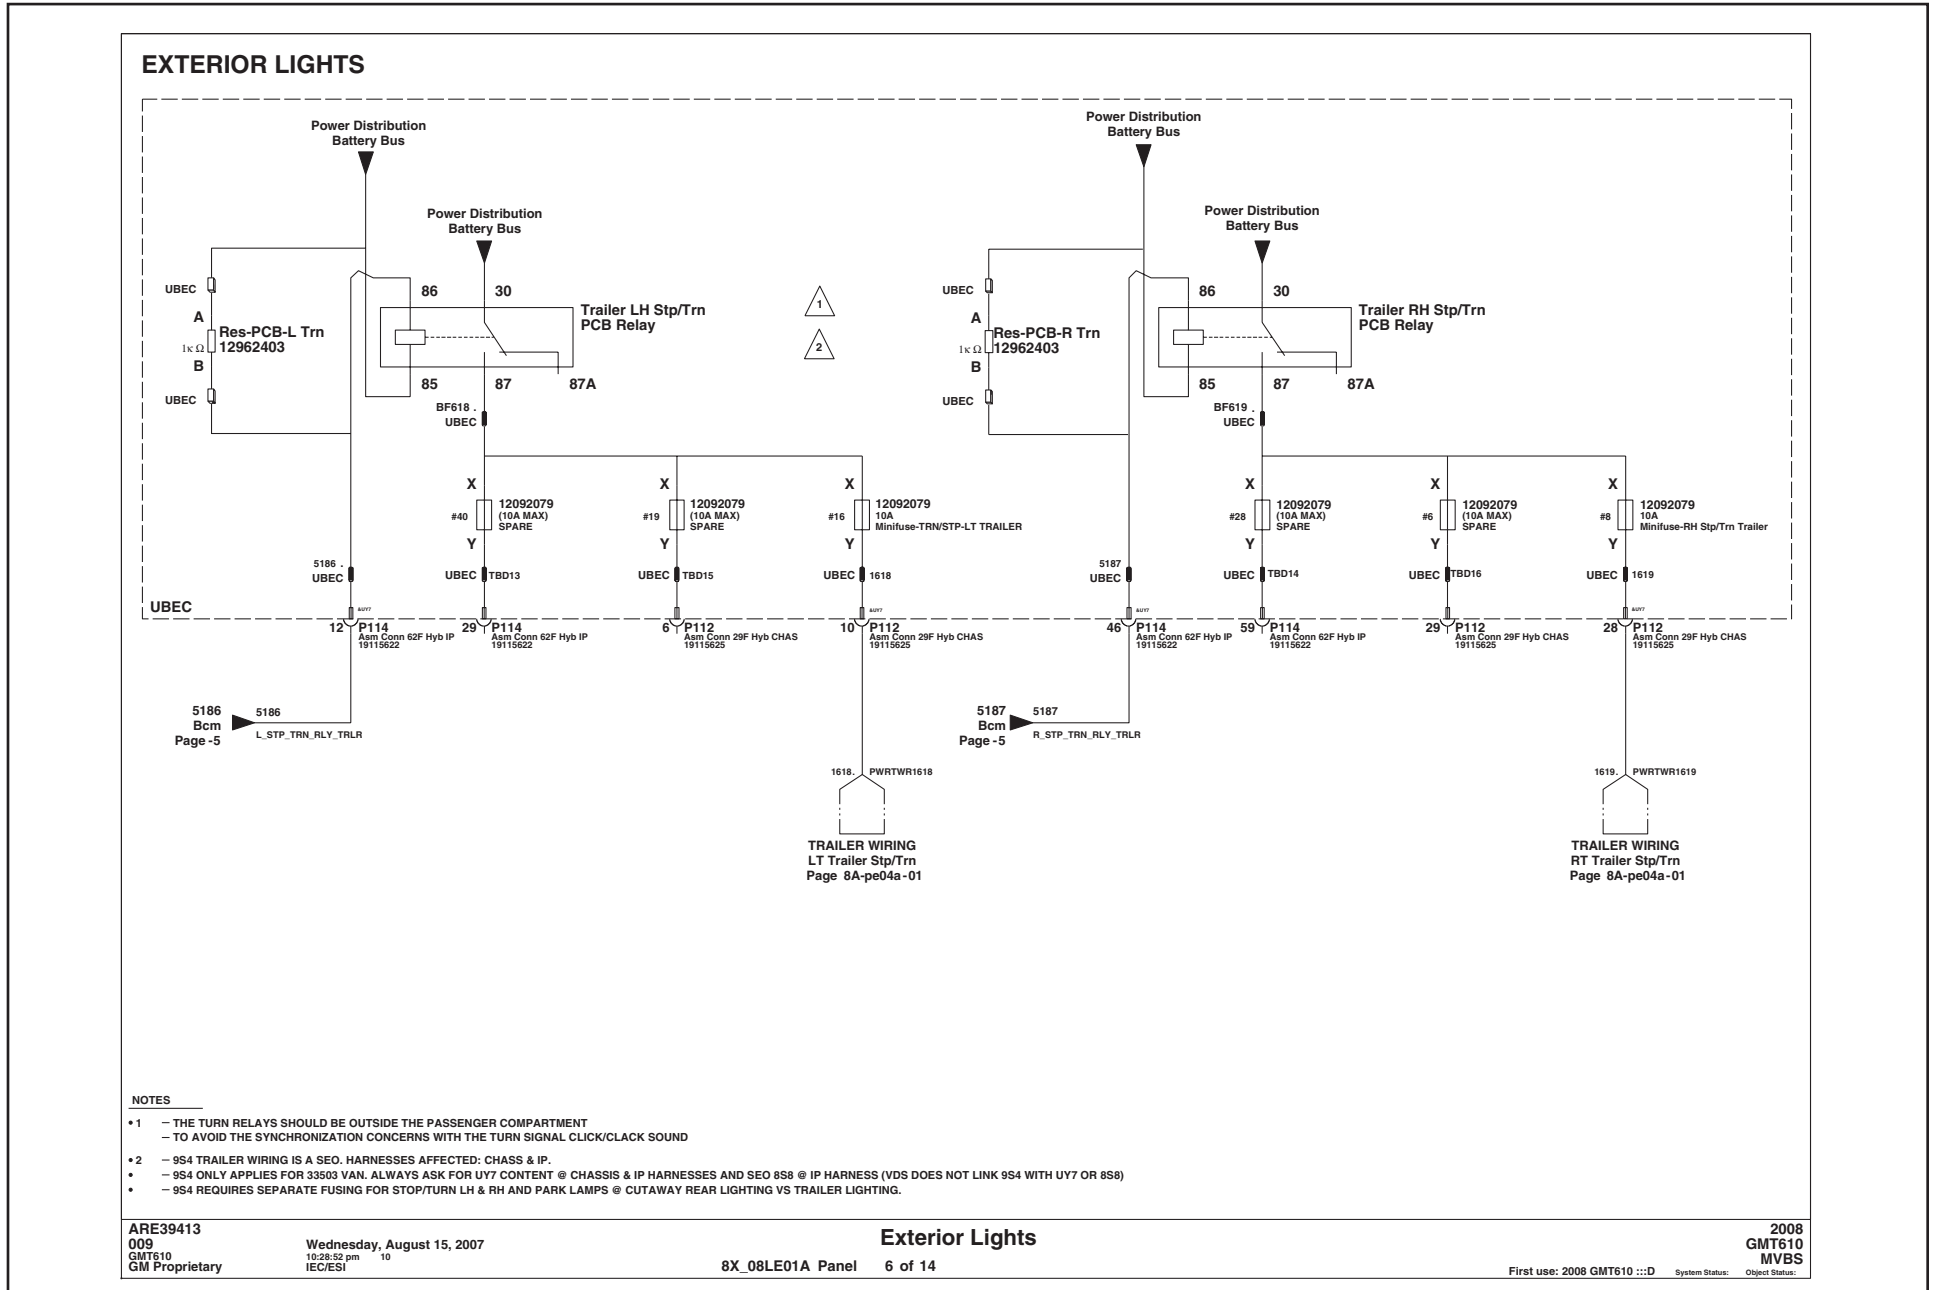 EXTERIOR LIGHTS
Power Distribution
Battery Bus
Power Distribution
Battery Bus
UBEC
A
Res-PCB-L Trn
1κ Ω
12962403
B
UBEC
86
30
Trailer LH Stp/Trn
PCB Relay
85
87
87A
BF618 .
UBEC
1
2
X
#40
12092079
(10A MAX)
SPARE
Y
X
#19
12092079
(10A MAX)
SPARE
Y
X
#16
12092079
10A
Minifuse-TRN/STP-LT TRAILER
Y
5186 .
UBEC
UBEC
TBD13
UBEC
TBD15
UBEC
1618
UBEC
&UY7
&UY7
12
P114
Asm Conn 62F Hyb IP
19115622
29
P114
Asm Conn 62F Hyb IP
19115622
6
P112
Asm Conn 29F Hyb CHAS
19115625
10
P112
Asm Conn 29F Hyb CHAS
19115625
5186
Bcm
Page -5
5186
L_STP_TRN_RLY_TRLR
1618.
PWRTWR1618
TRAILER WIRING
LT Trailer Stp/Trn
Page 8A-pe04a-01
Power Distribution
Battery Bus
Power Distribution
Battery Bus
UBEC
A
Res-PCB-R Trn
1κ Ω
12962403
B
UBEC
86
30
Trailer RH Stp/Trn
PCB Relay
85
87
87A
BF619 .
UBEC
X
#28
12092079
(10A MAX)
SPARE
Y
X
#6
12092079
(10A MAX)
SPARE
Y
X
#8
12092079
10A
Minifuse-RH Stp/Trn Trailer
Y
5187
UBEC
UBEC
TBD14
UBEC
TBD16
UBEC
1619
&UY7
&UY7
46
P114
Asm Conn 62F Hyb IP
19115622
59
P114
Asm Conn 62F Hyb IP
19115622
29
P112
Asm Conn 29F Hyb CHAS
19115625
28
P112
Asm Conn 29F Hyb CHAS
19115625
5187
Bcm
Page -5
5187
R_STP_TRN_RLY_TRLR
1619.
PWRTWR1619
TRAILER WIRING
RT Trailer Stp/Trn
Page 8A-pe04a-01
NOTES
• 1 — THE TURN RELAYS SHOULD BE OUTSIDE THE PASSENGER COMPARTMENT
— TO AVOID THE SYNCHRONIZATION CONCERNS WITH THE TURN SIGNAL CLICK/CLACK SOUND
• 2 — 9S4 TRAILER WIRING IS A SEO. HARNESSES AFFECTED: CHASS & IP.
• — 9S4 ONLY APPLIES FOR 33503 VAN. ALWAYS ASK FOR UY7 CONTENT @ CHASSIS & IP HARNESSES AND SEO 8S8 @ IP HARNESS (VDS DOES NOT LINK 9S4 WITH UY7 OR 8S8)
• — 9S4 REQUIRES SEPARATE FUSING FOR STOP/TURN LH & RH AND PARK LAMPS @ CUTAWAY REAR LIGHTING VS TRAILER LIGHTING.
ARE39413
009
GMT610
GM Proprietary
Wednesday, August 15, 2007
10:28:52 pm 10
IEC/ESI
Exterior Lights
8X_08LE01A Panel 6 of 14
2008
GMT610
MVBS
First use: 2008 GMT610 :::D System Status: Object Status: